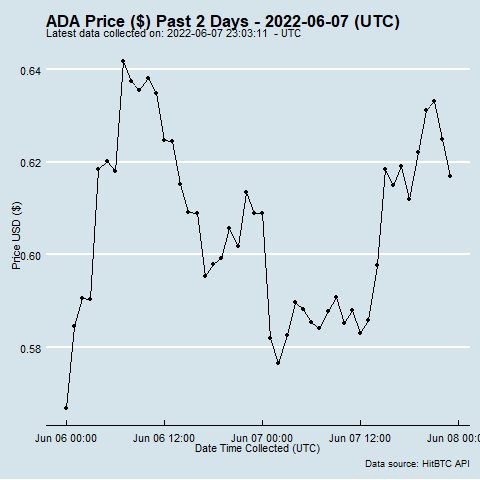 ADA Price ($) Past 2 Days - 2022-06-07 (UTC)
Latest data collected on: 2022-06-07 23:03:11 - UTC
0.64
0.62
0.60
0.58
Price USD ($)
Jun 06 00:00 Jun 06 12:00 Jun 07 00:00 Jun 07 12:00 Jun 08 00:0
Date Time Collected (UTC)
Data source: HitBTC API